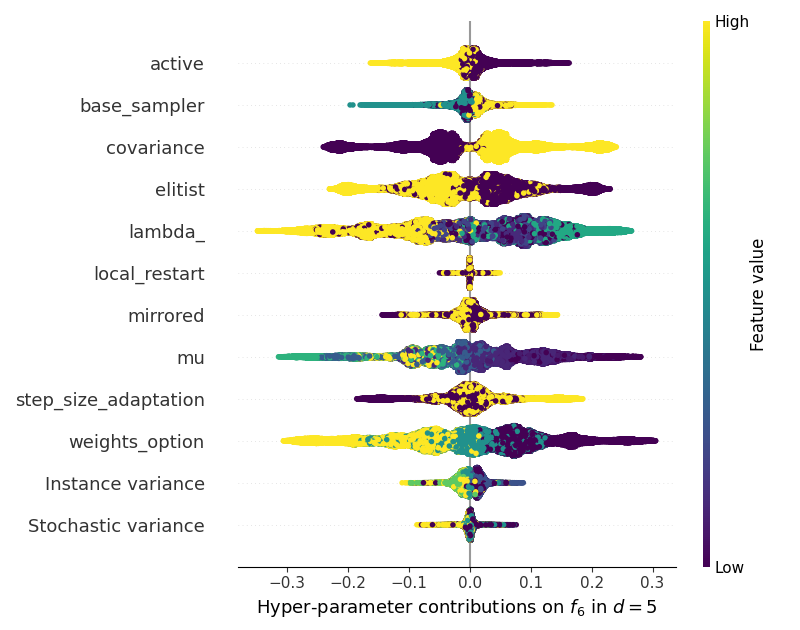 High
active
base_sampler
covariance
elitist
lambda_
local_restart
mirrored
mu
step_size_adaptation
weights_option
Instance variance
Stochastic variance
Feature value
Low
−0.3 −0.2 −0.1 0.0 0.1 0.2 0.3
Hyper-parameter contributions on f₆ in d = 5